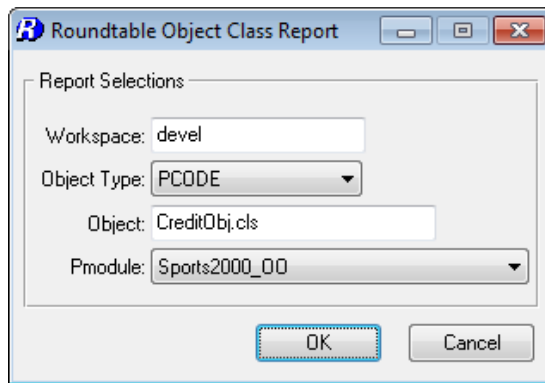 Roundtable Object Class Report
Report Selections
Workspace: devel
Object Type: PCODE
Object: CreditObj.cls
Pmodule: Sports2000_OO
OK Cancel